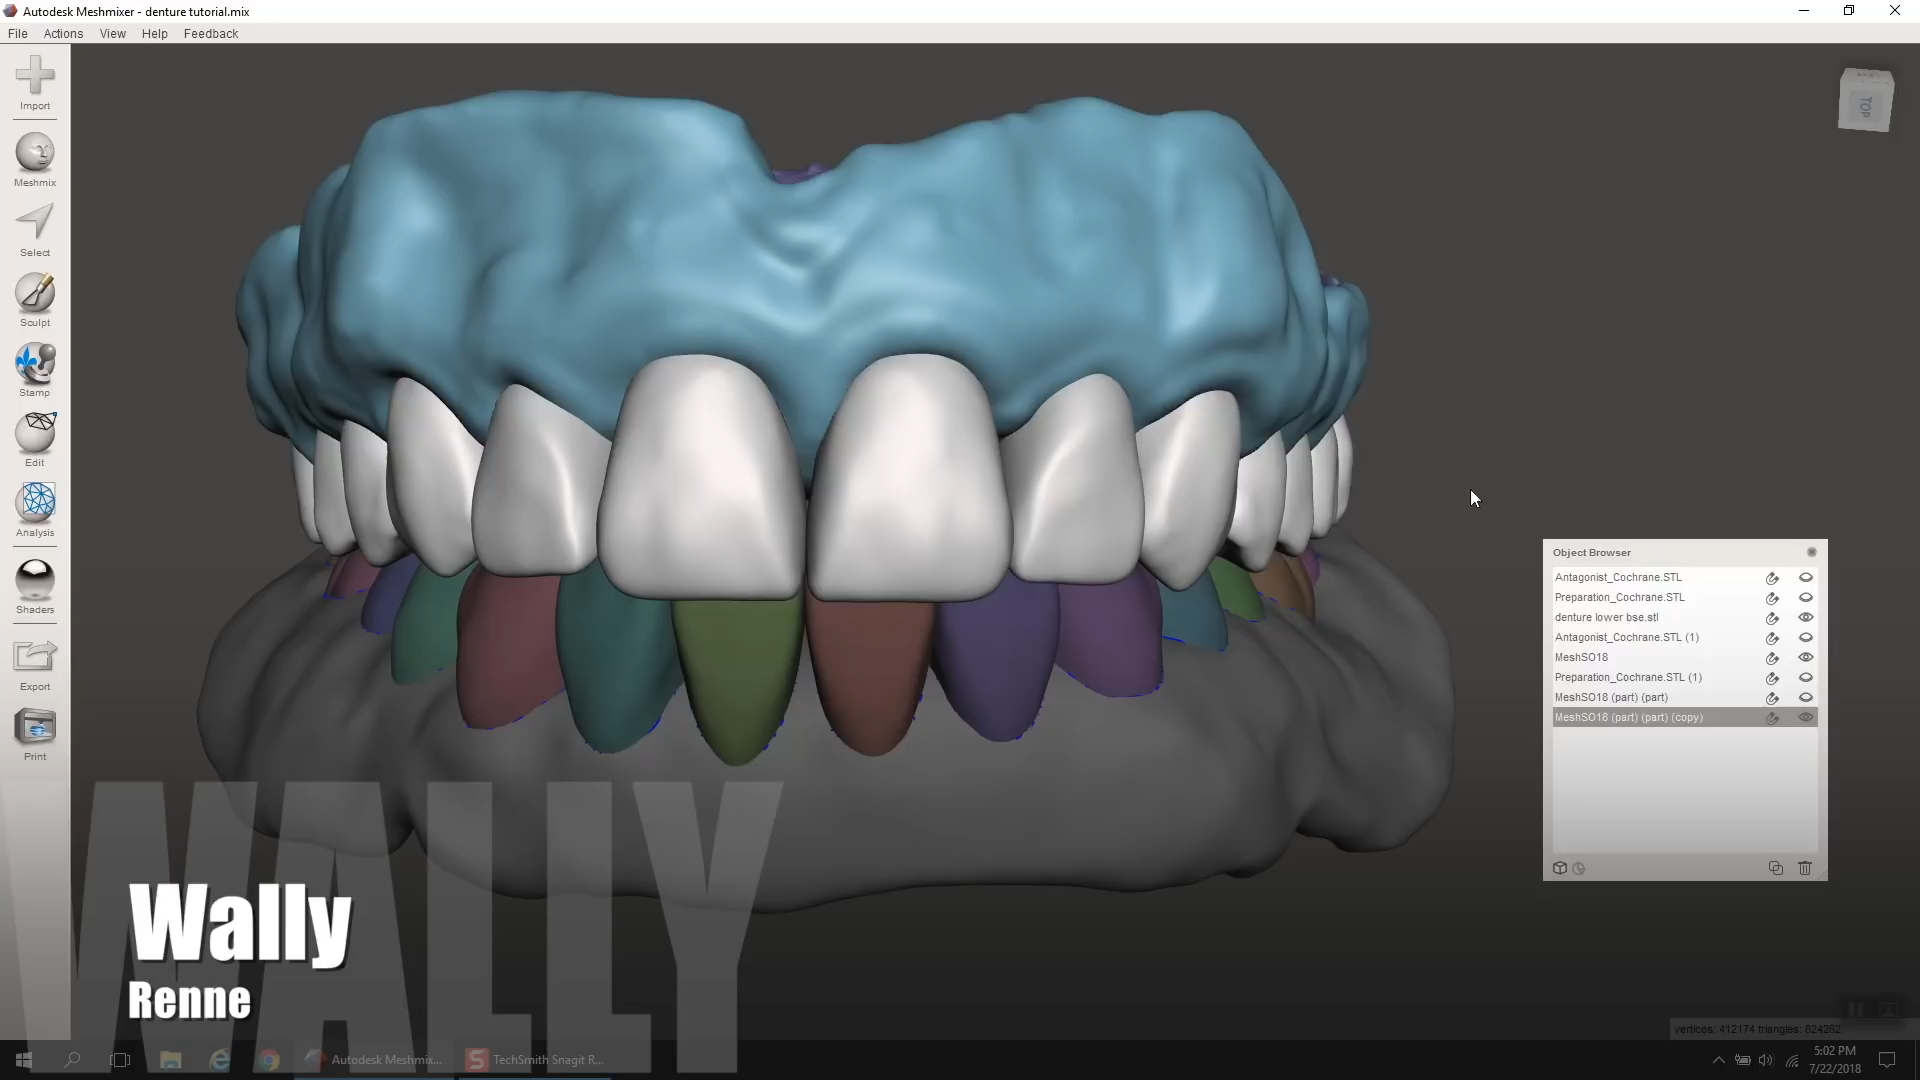 Autodesk Meshmixer - denture tutorial.mix
File Actions View Help Feedback
Import
Meshmix
Select
Sculpt
Stamp
Edit
Analysis
Shaders
Export
Print
TOP
Object Browser
Antagonist_Cochrane.STL
Preparation_Cochrane.STL
denture lower bse.stl
Antagonist_Cochrane.STL (1)
MeshSO18
Preparation_Cochrane.STL (1)
MeshSO18 (part) (part)
MeshSO18 (part) (part) (copy)
WALLY
Wally
Renne
vertices: 412174 triangles: 824262
Autodesk Meshmix...
TechSmith Snagit R...
5:02 PM
7/22/2018